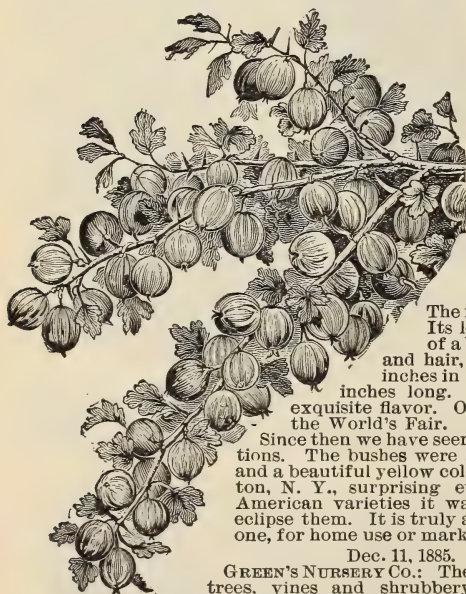 The
Its
of a
and hair,
inches in
inches long.
exquisite flavor. O
the World's Fair.
Since then we have seen
tions. The bushes were
and a beautiful yellow col
ton, N. Y., surprising e
American varieties it wa
eclipse them. It is truly a
one, for home use or mark
Dec. 11, 1885.
GREEN'S NURSERY CO.: The
trees, vines and shrubbery